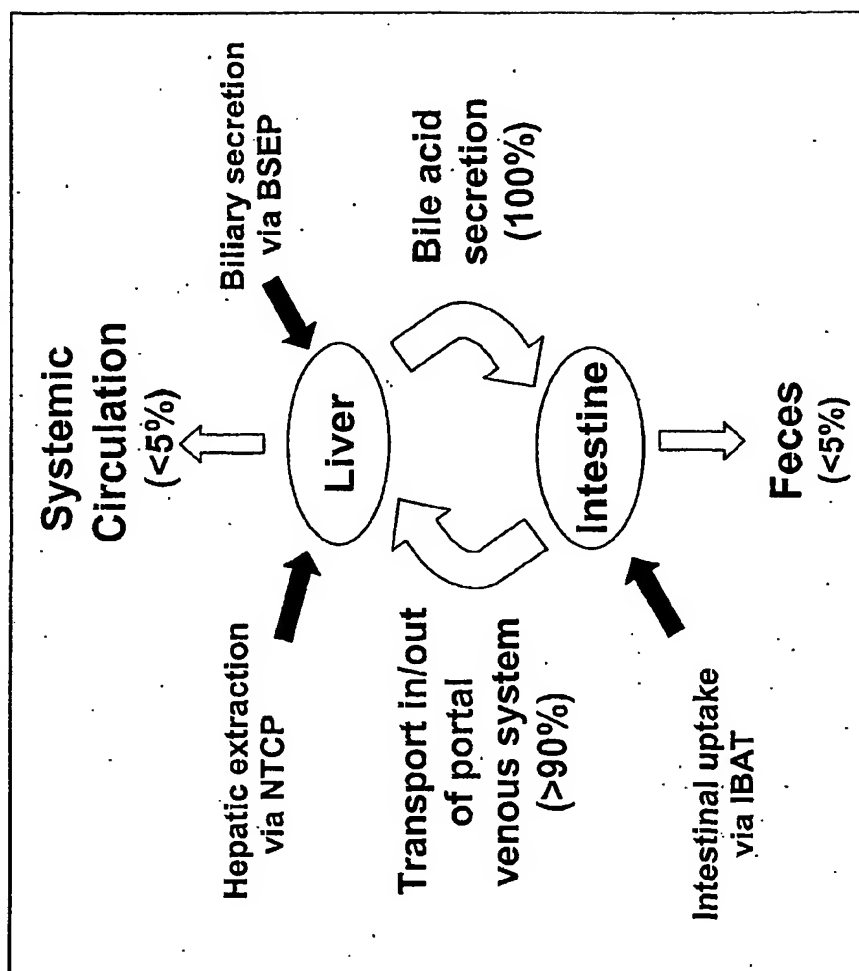 Systemic
Circulation
(<5%)
Hepatic extraction
via NTCP
Biliary secretion
via BSEP
Liver
Transport in/out
of portal
venous system
(>90%)
Bile acid
secretion
(100%)
Intestine
Intestinal uptake
via IBAT
Feces
(<5%)